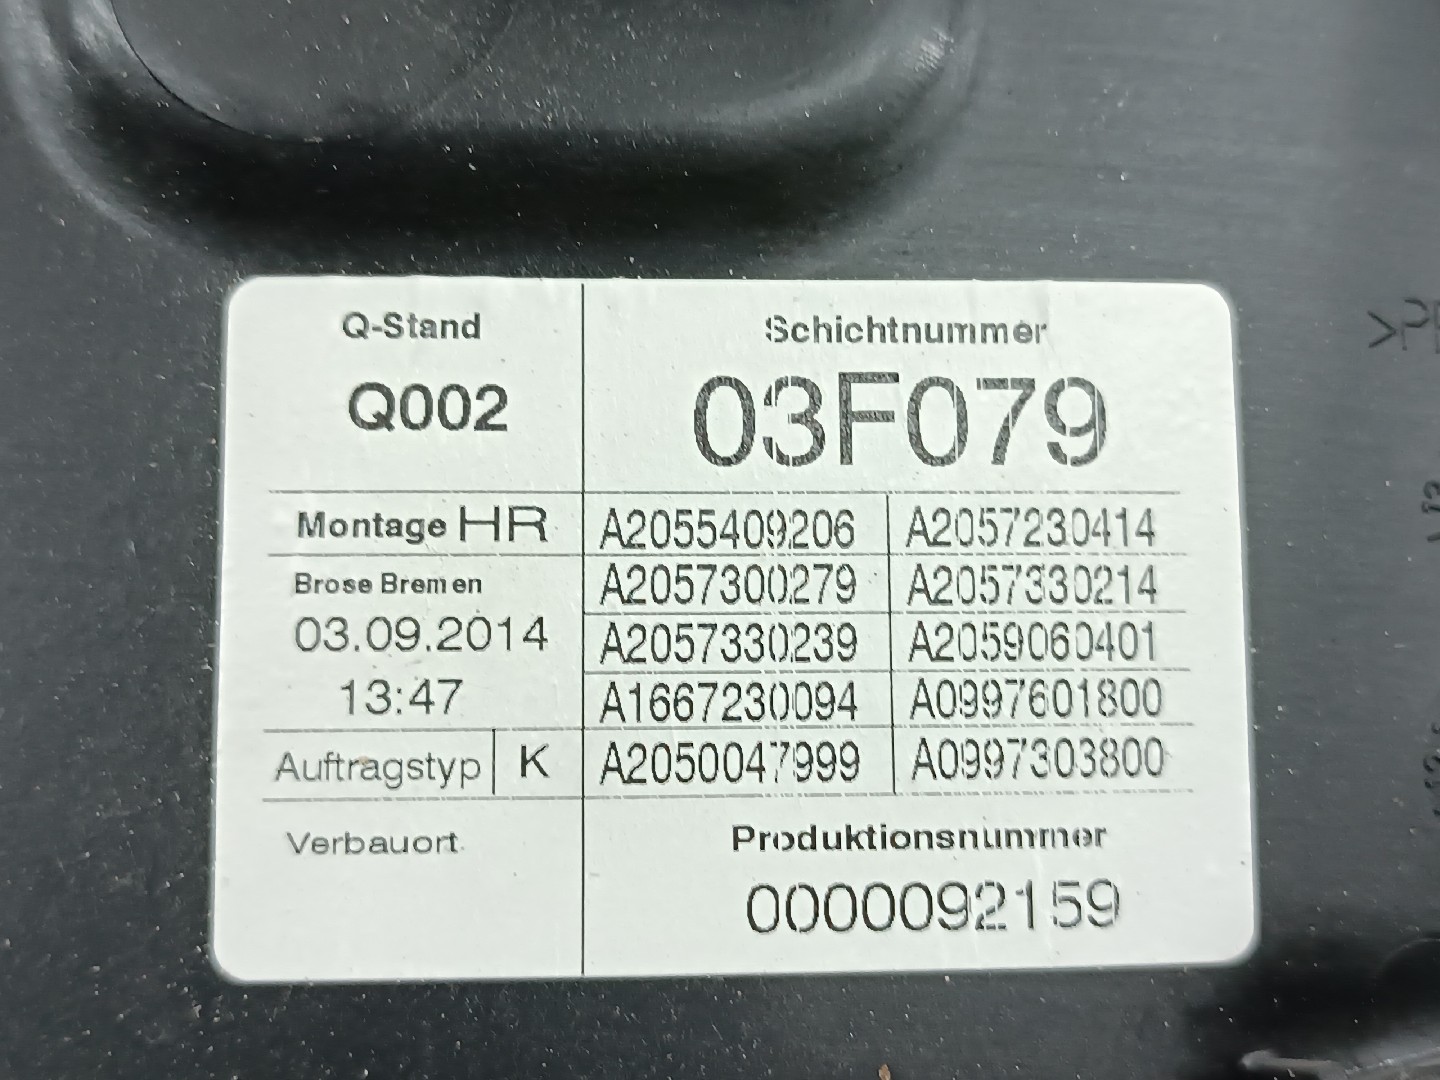 Q-Stand
Q002
Schichtnummer
03F079
Montage HR
A2055409206 A2057230414
Brose Bremen
A2057300279 A2057330214
03.09.2014
A2057330239 A2059060401
13:47
A1667230094 A0997601800
Auftragstyp K
A2050047999 A0997303800
Verbauort
Produktionsnummer
0000092159